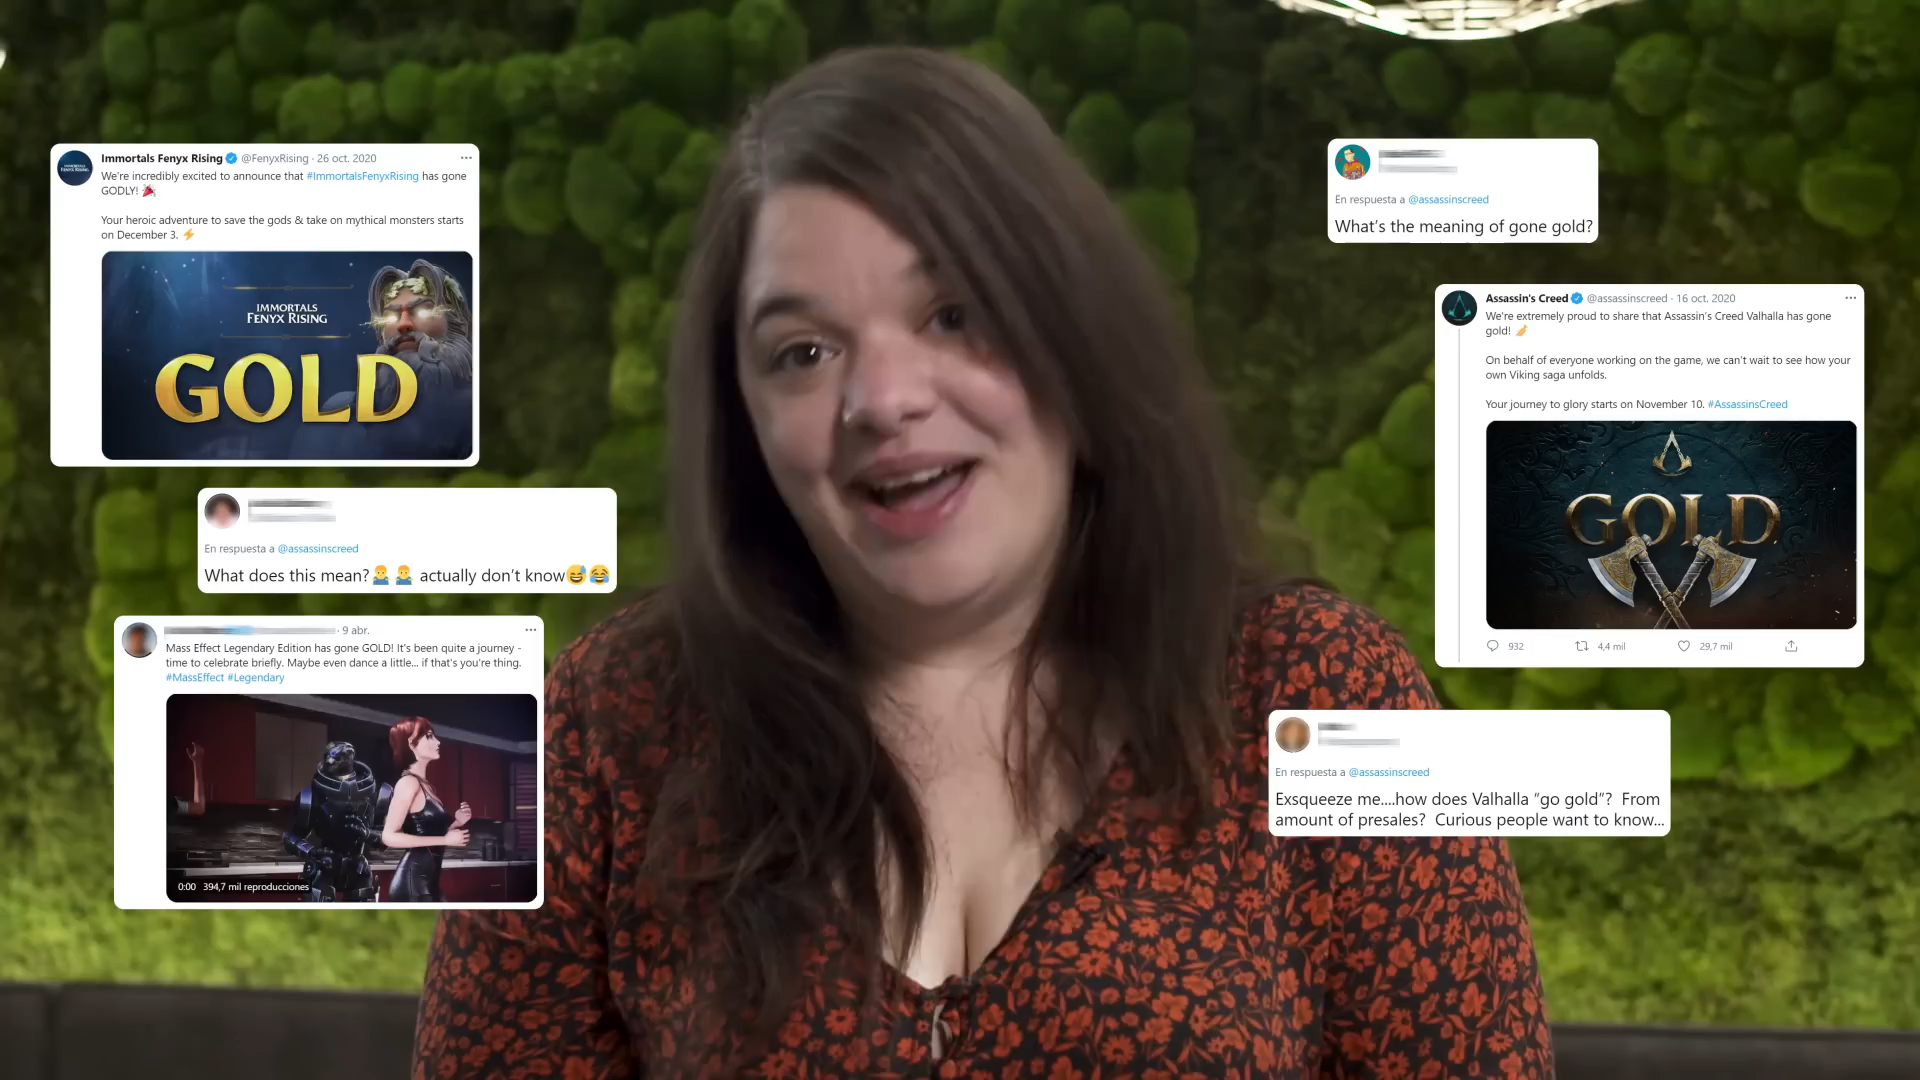 Immortals Fenyx Rising @FenyxRising · 26 oct. 2020
We're incredibly excited to announce that #ImmortalsFenyxRising has gone
GODLY! 🎉
Your heroic adventure to save the gods & take on mythical monsters starts
on December 3. ⚡
IMMORTALS
FENYX RISING
GOLD
En respuesta a @assassinscreed
What does this mean?🤷‍♂️🤷‍♂️ actually don't know😅😂
· 9 abr.
Mass Effect Legendary Edition has gone GOLD! It's been quite a journey -
time to celebrate briefly. Maybe even dance a little... if that's you're thing.
#MassEffect #Legendary
0:00 394,7 mil reproducciones
En respuesta a @assassinscreed
What's the meaning of gone gold?
Assassin's Creed @assassinscreed · 16 oct. 2020
We're extremely proud to share that Assassin's Creed Valhalla has gone
gold!
On behalf of everyone working on the game, we can't wait to see how your
own Viking saga unfolds.
Your journey to glory starts on November 10. #AssassinsCreed
GOLD
932 4,4 mil 29,7 mil
En respuesta a @assassinscreed
Exsqueeze me....how does Valhalla “go gold”? From
amount of presales? Curious people want to know...